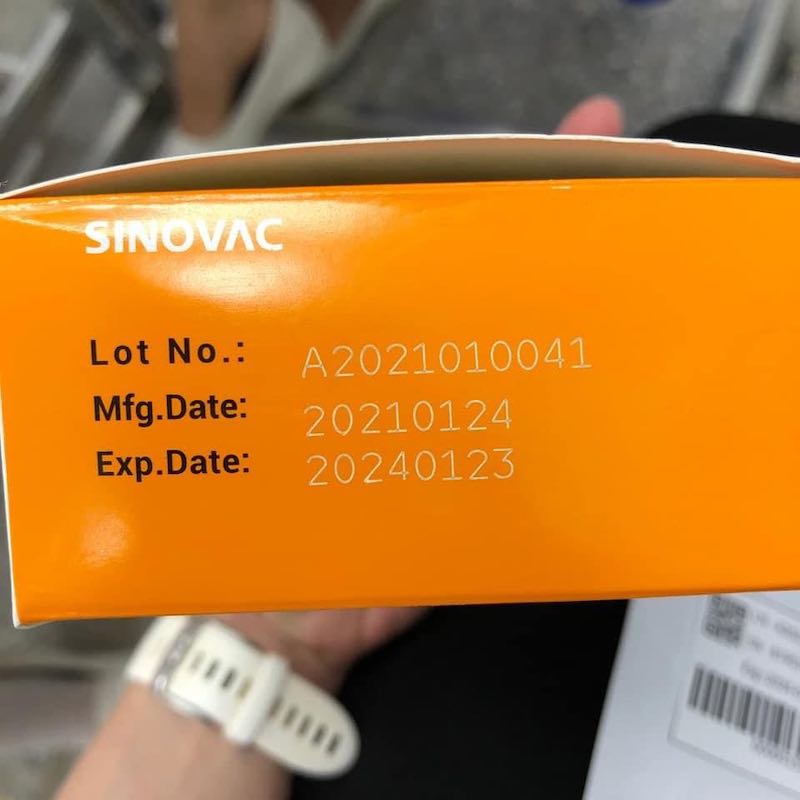 SINOVAC
Lot No.: A2021010041
Mfg.Date: 20210124
Exp.Date: 20240123